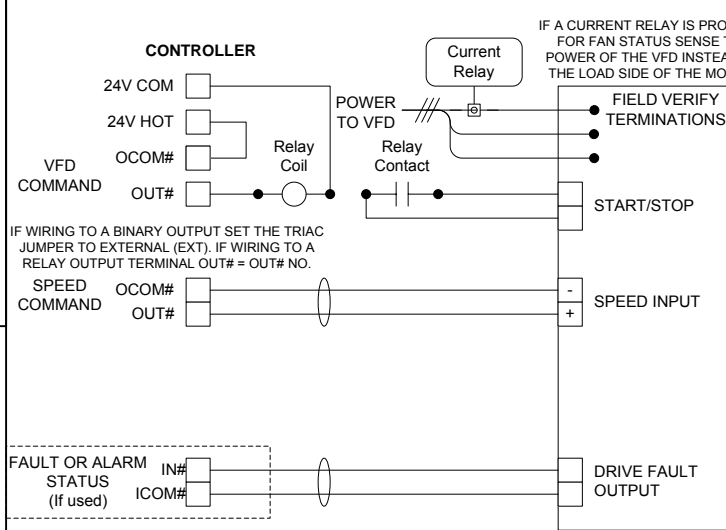 IF A CURRENT RELAY IS
FOR FAN STATUS SENSE
POWER OF THE VFD
THE LOAD SIDE OF THE
CONTROLLER
Current
Relay
24V COM
24V HOT
OCOM#
OUT#
VFD
COMMAND
POWER
TO VFD
Relay
Coil
Relay
Contact
FIELD VERIFY
TERMINATIONS
START/STOP
IF WIRING TO A BINARY OUTPUT SET THE TRIAC
JUMPER TO EXTERNAL (EXT). IF WIRING TO A
RELAY OUTPUT TERMINAL OUT# = OUT# NO.
SPEED
COMMAND
OCOM#
OUT#
-
+
SPEED INPUT
FAULT OR ALARM
STATUS
(If used)
IN#
ICOM#
DRIVE FAULT
OUTPUT